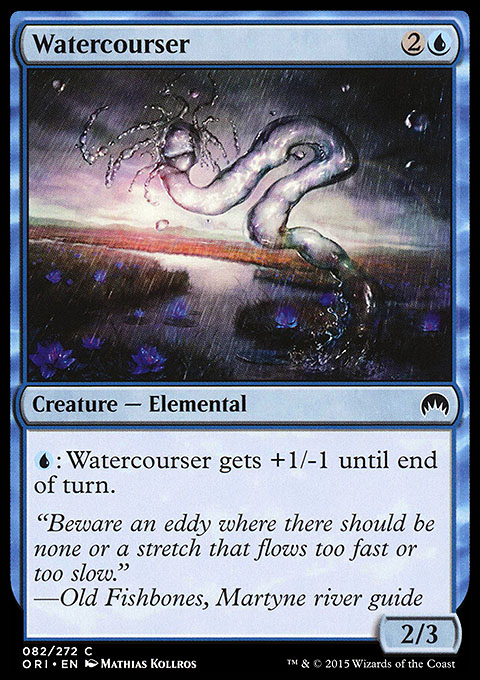 Watercourser 2
Creature — Elemental
: Watercourser gets +1/-1 until end
of turn.
“Beware an eddy where there should be
none or a stretch that flows too fast or
too slow.”
—Old Fishbones, Martyne river guide
2/3
082/272 C
ORI • EN Mathias Kollros
™ & © 2015 Wizards of the Coast